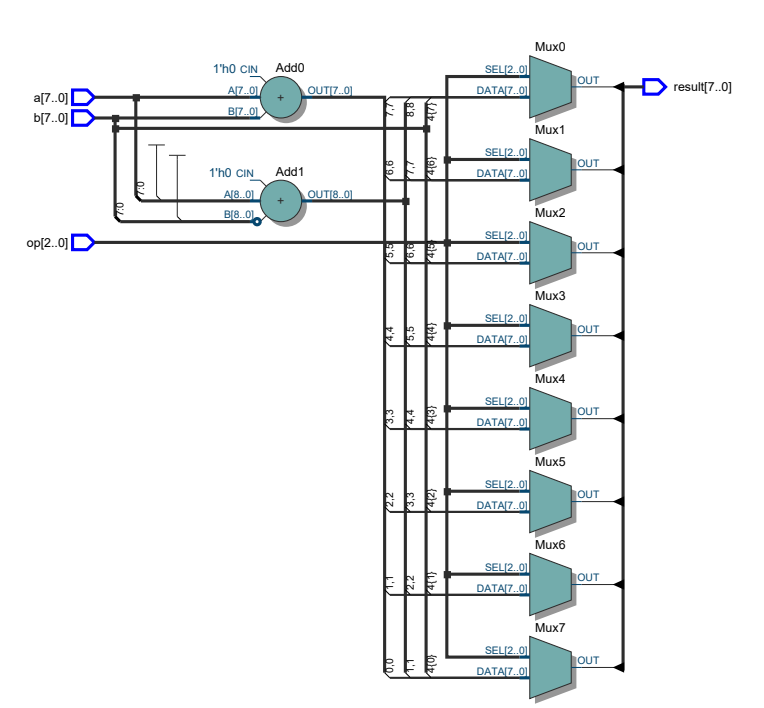 Mux0
1'h0 CIN Add0 SEL[2..0] OUT
a[7..0] A[7..0] OUT[7..0] DATA[7..0] result[7..0]
b[7..0] B[7..0] 7,7 8,8 4{7}
Mux1
SEL[2..0] OUT
6,6 7,7 4{6} DATA[7..0]
1'h0 CIN Add1
7:0 A[8..0] OUT[8..0]
7:0 B[8..0]
Mux2
op[2..0] SEL[2..0] OUT
5,5 6,6 4{5} DATA[7..0]
Mux3
SEL[2..0] OUT
4,4 5,5 4{4} DATA[7..0]
Mux4
SEL[2..0] OUT
3,3 4,4 4{3} DATA[7..0]
Mux5
SEL[2..0] OUT
2,2 3,3 4{2} DATA[7..0]
Mux6
SEL[2..0] OUT
1,1 2,2 4{1} DATA[7..0]
Mux7
SEL[2..0] OUT
0,0 1,1 4{0} DATA[7..0]